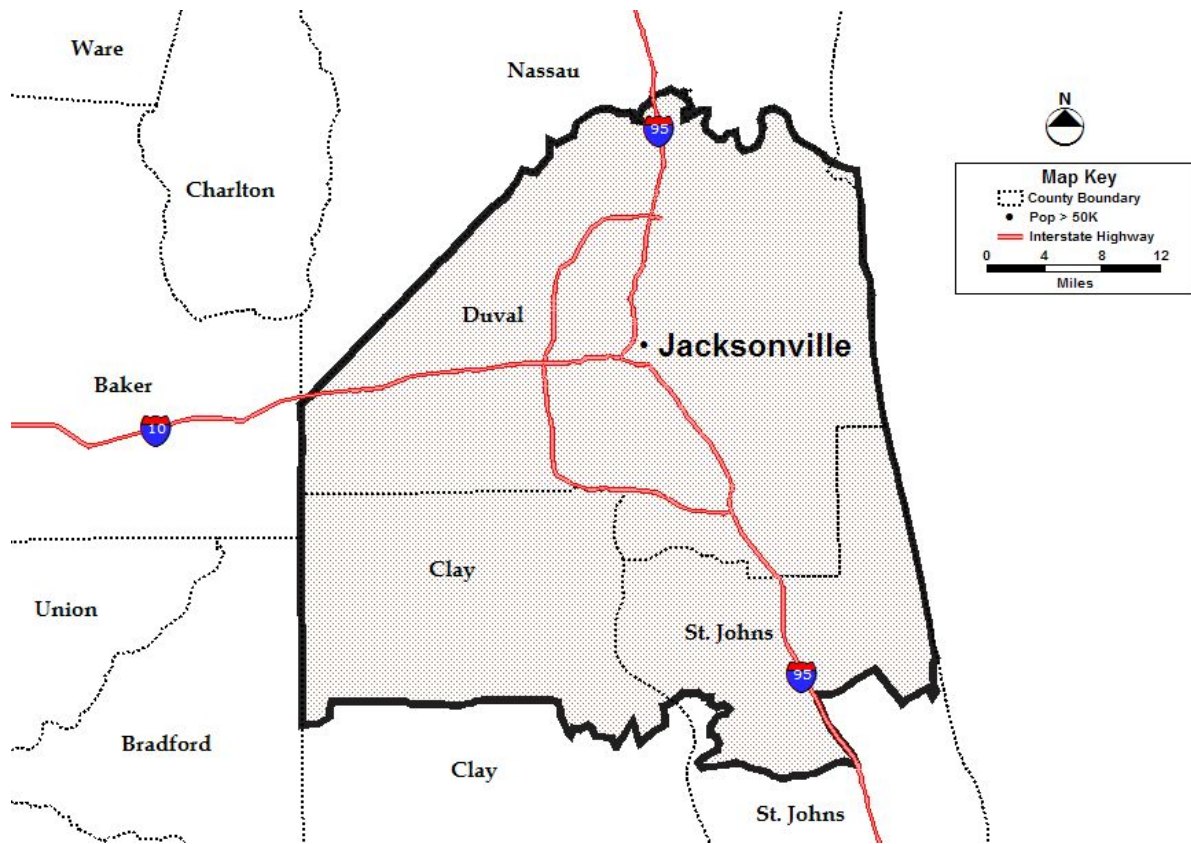 Ware
Nassau
95
N
Charlton
Map Key
County Boundary
Pop > 50K
Interstate Highway
0 4 8 12
Miles
Duval
Jacksonville
Baker
10
Clay
Union
St. Johns
95
Bradford
Clay
St. Johns